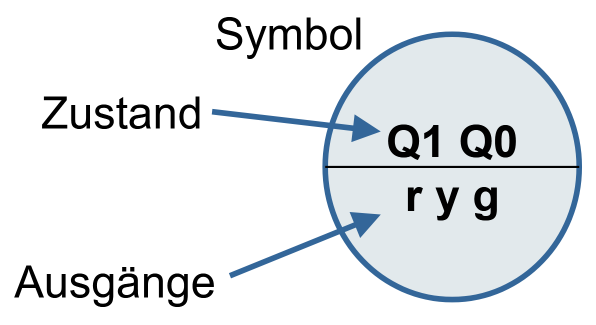 Symbol
Zustand
Q1 Q0
r y g
Ausgänge